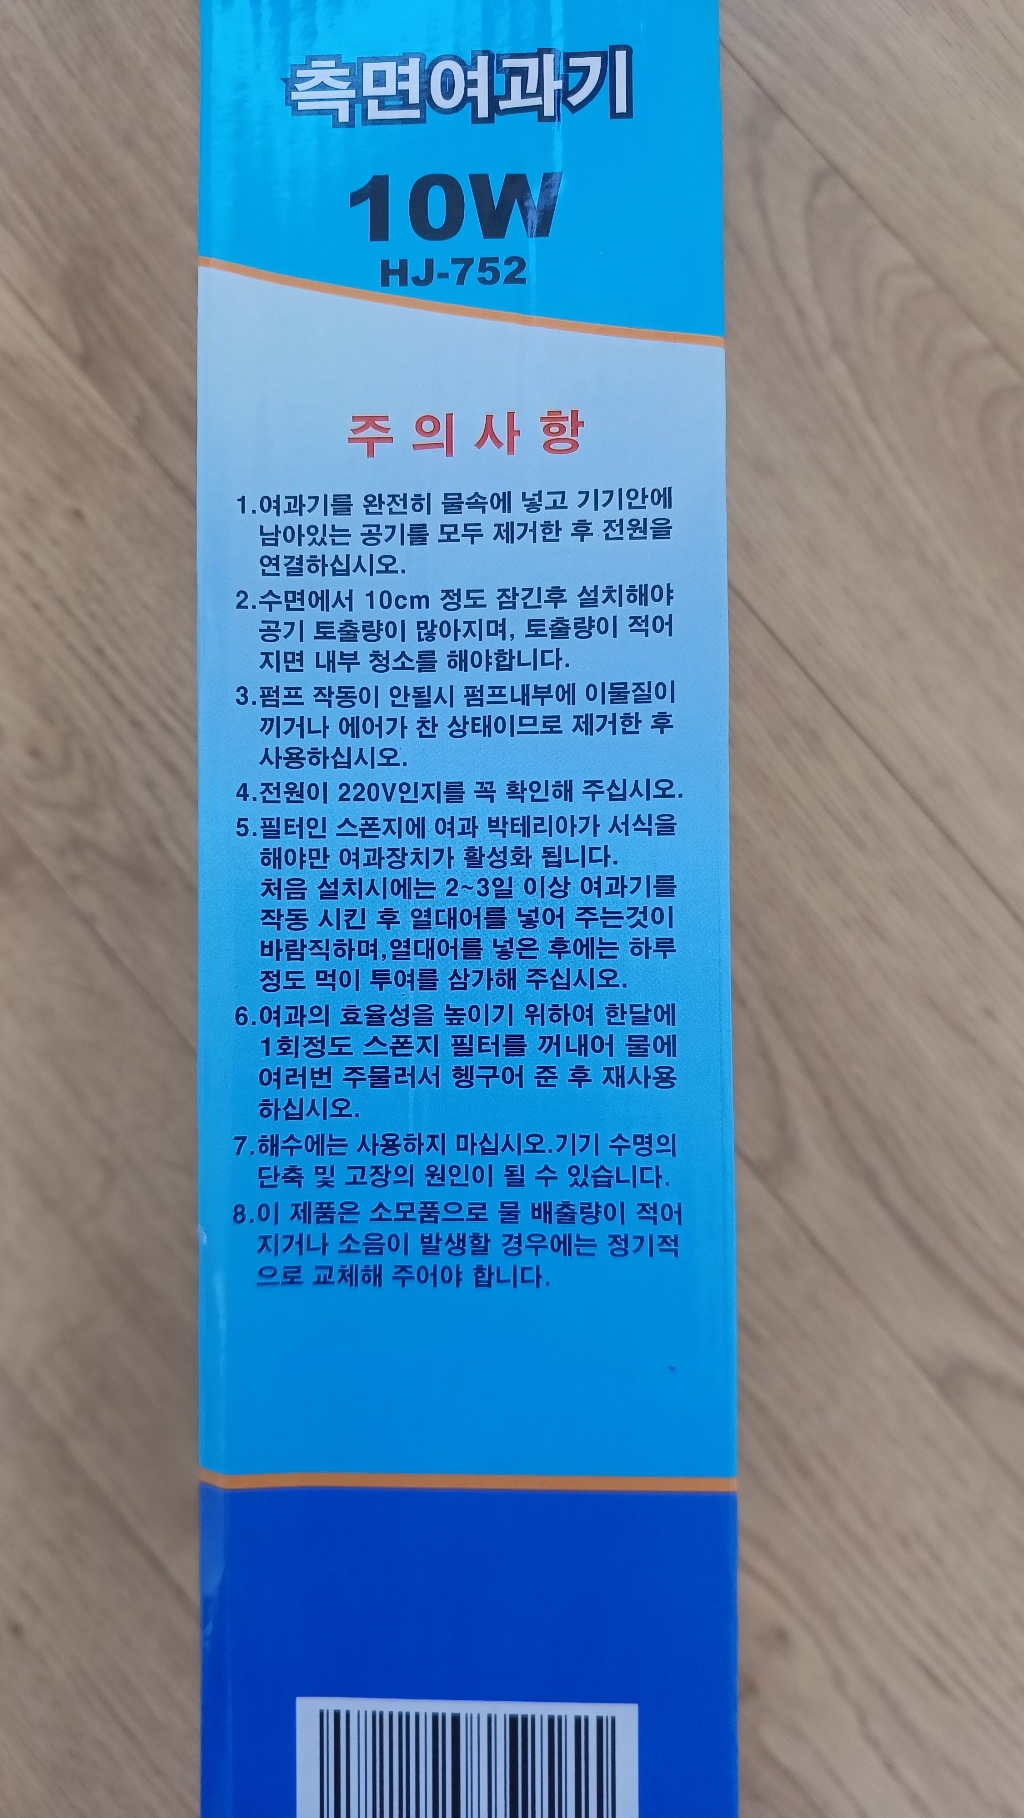 측면여과기
10W
HJ-752
주의사항
1.여과기를 완전히 물속에 넣고 기기안에
남아있는 공기를 모두 제거한 후 전원을
연결하십시오.
2.수면에서 10cm 정도 잠긴후 설치해야
공기 토출량이 많아지며, 토출량이 적어
지면 내부 청소를 해야합니다.
3.펌프 작동이 안될시 펌프내부에 이물질이
끼거나 에어가 찬 상태이므로 제거한 후
사용하십시오.
4.전원이 220V인지를 꼭 확인해 주십시오.
5.필터인 스폰지에 여과 박테리아가 서식을
해야만 여과장치가 활성화 됩니다.
처음 설치시에는 2~3일 이상 여과기를
작동 시킨 후 열대어를 넣어 주는것이
바람직하며,열대어를 넣은 후에는 하루
정도 먹이 투여를 삼가해 주십시오.
6.여과의 효율성을 높이기 위하여 한달에
1회정도 스폰지 필터를 꺼내어 물에
여러번 주물러서 헹구어 준 후 재사용
하십시오.
7.해수에는 사용하지 마십시오.기기 수명의
단축 및 고장의 원인이 될 수 있습니다.
8.이 제품은 소모품으로 물 배출량이 적어
지거나 소음이 발생할 경우에는 정기적
으로 교체해 주어야 합니다.